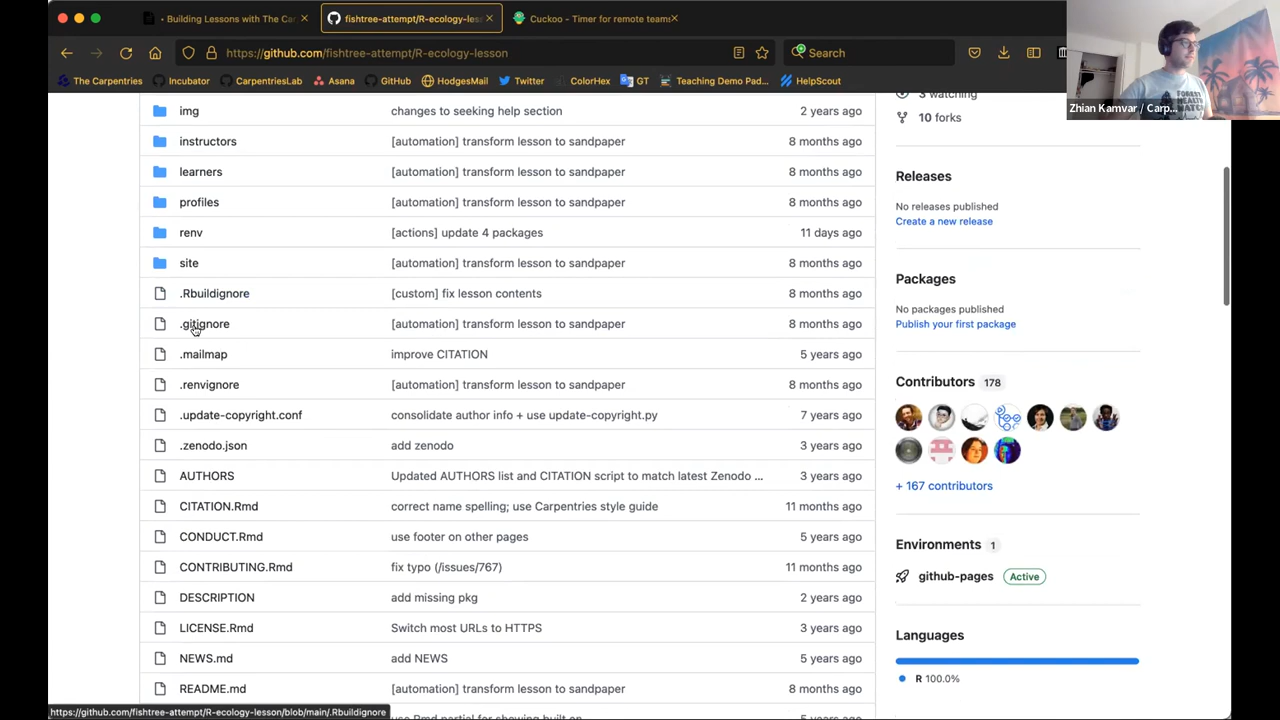 · Building Lessons with The Car
fishtree-attempt/R-ecology-less
Cuckoo - Timer for remote teams
https://github.com/fishtree-attempt/R-ecology-lesson
Search
The Carpentries
Incubator
CarpentriesLab
Asana
GitHub
HodgesMail
Twitter
ColorHex
GT
Teaching Demo Pad...
HelpScout
FOREST HEALTH WATCH
Zhian Kamvar / Carp...
img changes to seeking help section 2 years ago
instructors [automation] transform lesson to sandpaper 8 months ago
learners [automation] transform lesson to sandpaper 8 months ago
profiles [automation] transform lesson to sandpaper 8 months ago
renv [actions] update 4 packages 11 days ago
site [automation] transform lesson to sandpaper 8 months ago
.Rbuildignore [custom] fix lesson contents 8 months ago
.gitignore [automation] transform lesson to sandpaper 8 months ago
.mailmap improve CITATION 5 years ago
.renvignore [automation] transform lesson to sandpaper 8 months ago
.update-copyright.conf consolidate author info + use update-copyright.py 7 years ago
.zenodo.json add zenodo 3 years ago
AUTHORS Updated AUTHORS list and CITATION script to match latest Zenodo ... 3 years ago
CITATION.Rmd correct name spelling; use Carpentries style guide 11 months ago
CONDUCT.Rmd use footer on other pages 5 years ago
CONTRIBUTING.Rmd fix typo (/issues/767) 11 months ago
DESCRIPTION add missing pkg 2 years ago
LICENSE.Rmd Switch most URLs to HTTPS 3 years ago
NEWS.md add NEWS 5 years ago
README.md [automation] transform lesson to sandpaper 8 months ago
use Rmd partial for showing built on
3 watching
10 forks
Releases
No releases published
Create a new release
Packages
No packages published
Publish your first package
Contributors 178
+ 167 contributors
Environments 1
github-pages Active
Languages
R 100.0%
https://github.com/fishtree-attempt/R-ecology-lesson/blob/main/.Rbuildignore